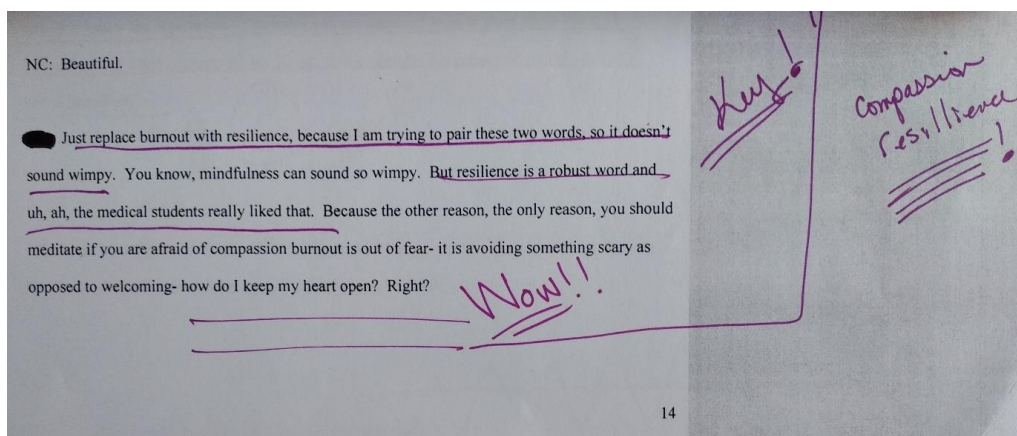 NC: Beautiful.
Key!
Compassion
resillience!
Just replace burnout with resilience, because I am trying to pair these two words, so it doesn't
sound wimpy. You know, mindfulness can sound so wimpy. But resilience is a robust word and
uh, ah, the medical students really liked that. Because the other reason, the only reason, you should
meditate if you are afraid of compassion burnout is out of fear- it is avoiding something scary as
opposed to welcoming- how do I keep my heart open? Right?
Wow!!
14